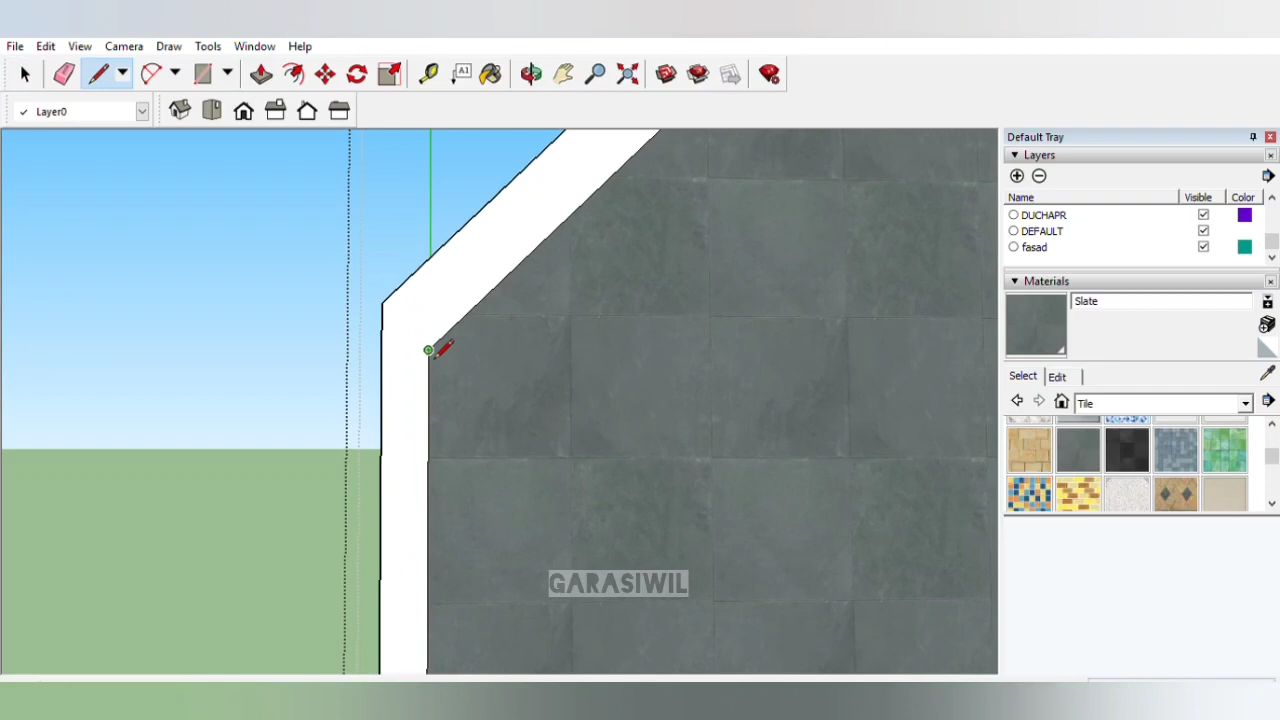 File Edit View Camera Draw Tools Window Help
A1
Layer0
Default Tray
Layers
Name Visible Color
DUCHAPR
DEFAULT
fasad
Materials
Slate
Select Edit
Tile
GARASIWIL